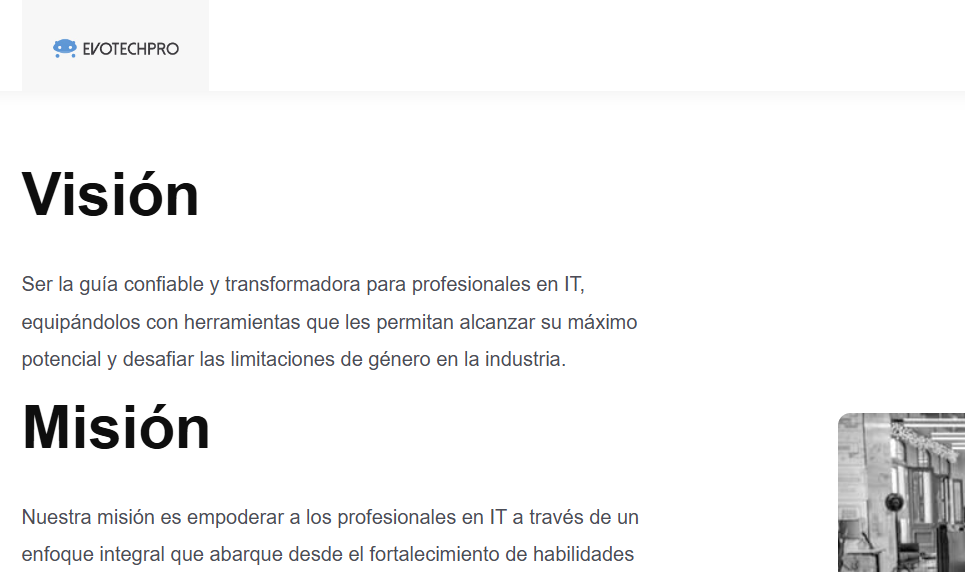 EVOTECHPRO
Visión
Ser la guía confiable y transformadora para profesionales en IT,
equipándolos con herramientas que les permitan alcanzar su máximo
potencial y desafiar las limitaciones de género en la industria.
Misión
Nuestra misión es empoderar a los profesionales en IT a través de un
enfoque integral que abarque desde el fortalecimiento de habilidades